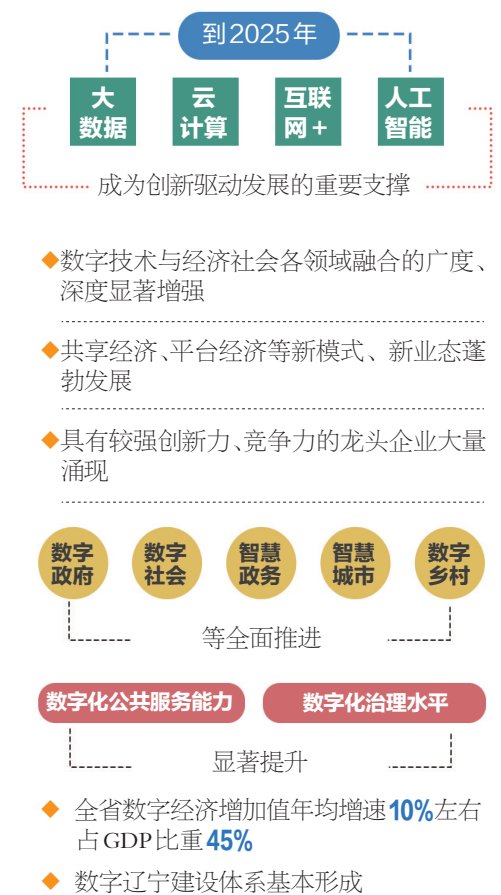 到2025年
大 云 互联 人工
数据 计算 网+ 智能
成为创新驱动发展的重要支撑
◆数字技术与经济社会各领域融合的广度、
深度显著增强
◆共享经济、平台经济等新模式、新业态蓬
勃发展
◆具有较强创新力、竞争力的龙头企业大量
涌现
数字 数字 智慧 智慧 数字
政府 社会 政务 城市 乡村
等全面推进
数字化公共服务能力 数字化治理水平
显著提升
◆ 全省数字经济增加值年均增速10%左右
占GDP比重45%
◆ 数字辽宁建设体系基本形成